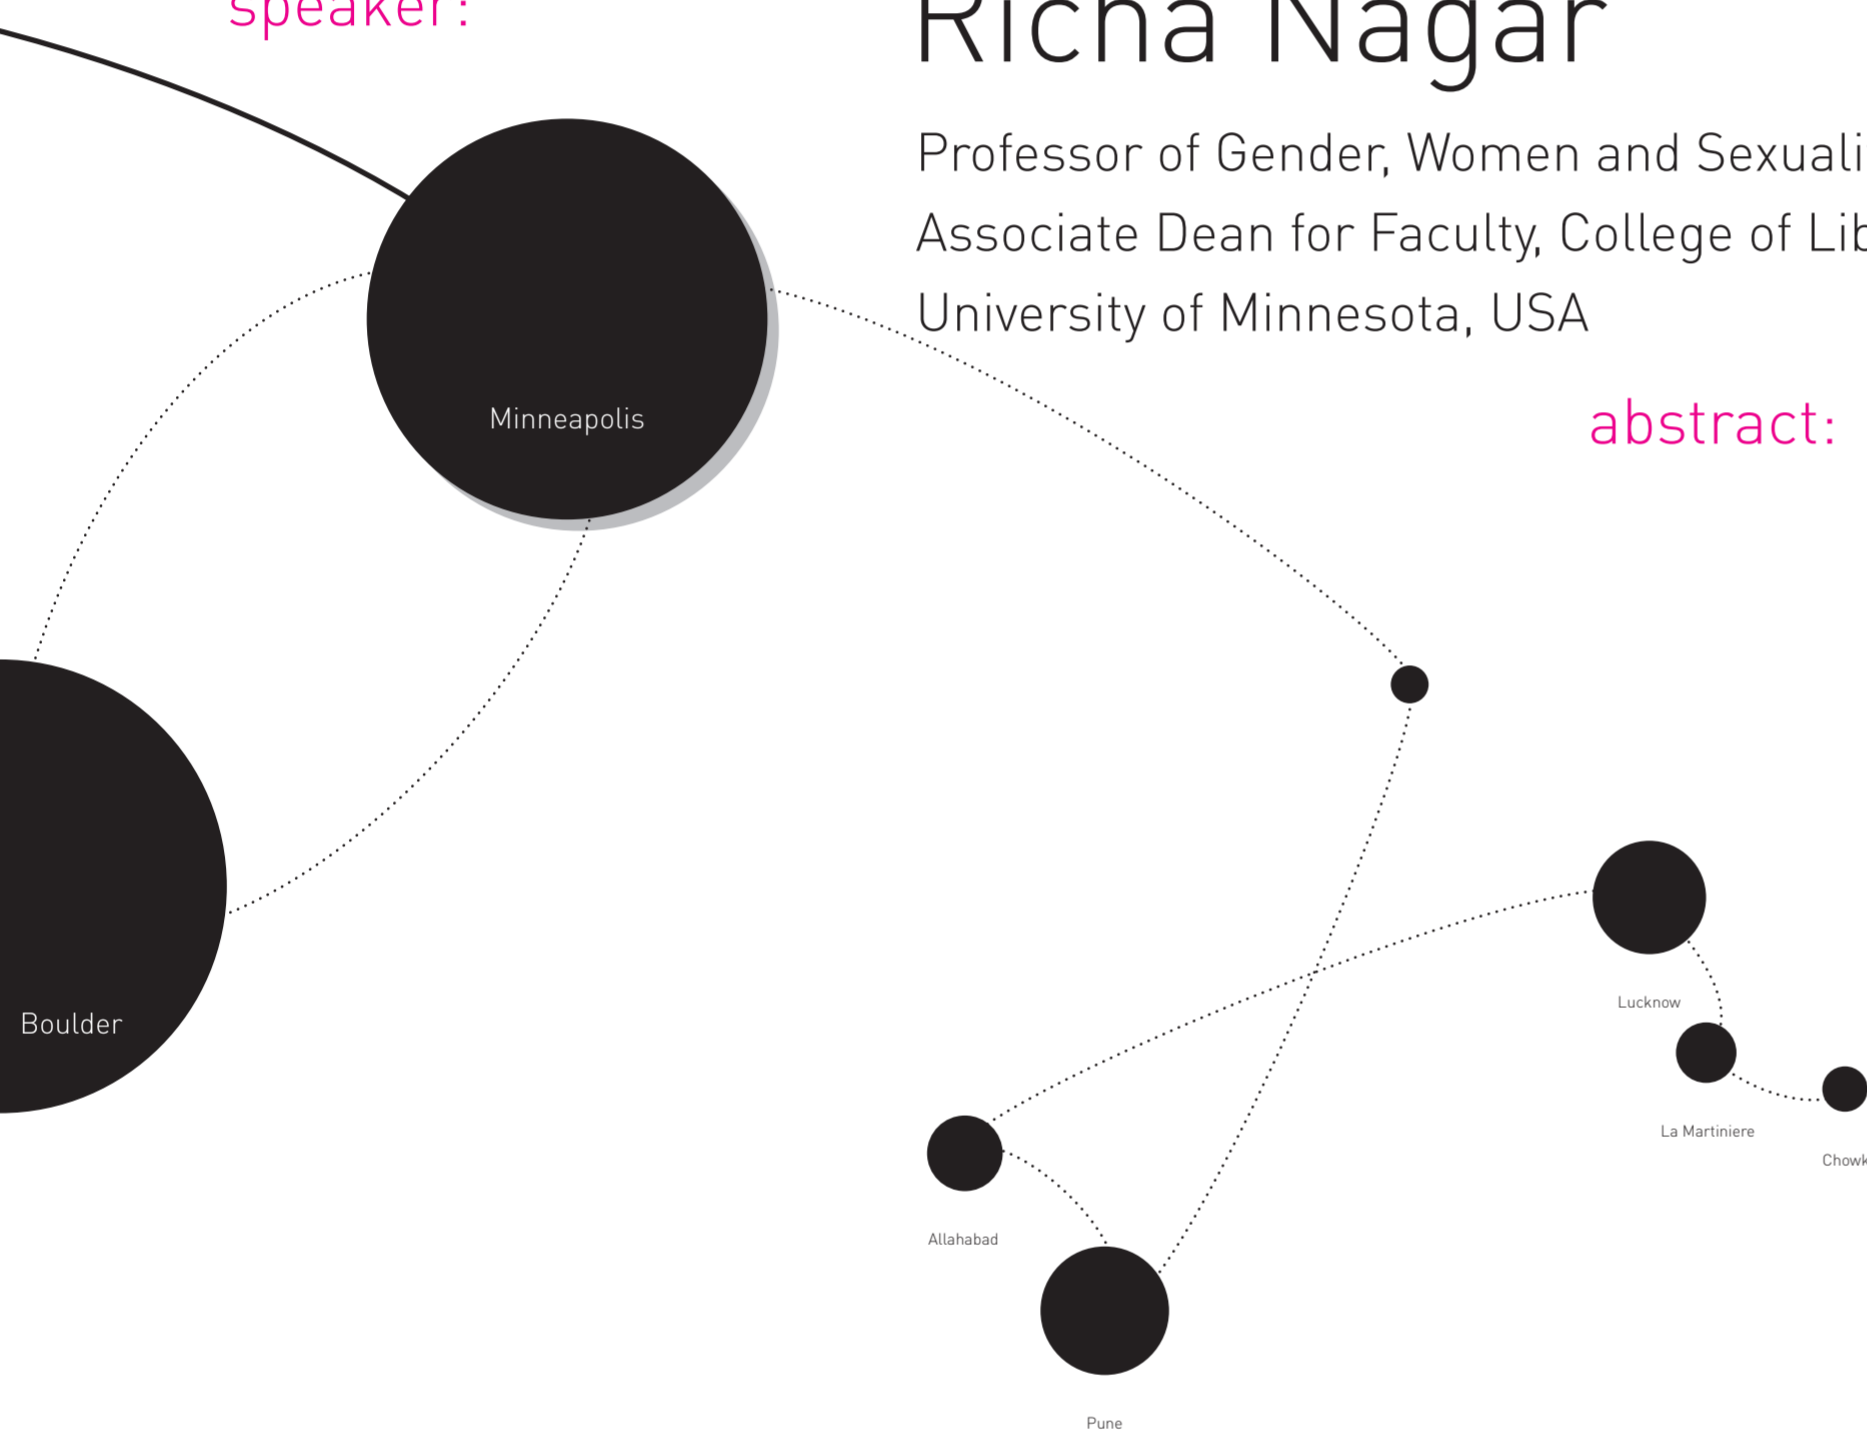 speaker:
Richa Nagar
Professor of Gender, Women and Sexuali
Associate Dean for Faculty, College of Lib
University of Minnesota, USA
abstract:
Minneapolis
Boulder
Lucknow
La Martiniere
Chowk
Allahabad
Pune